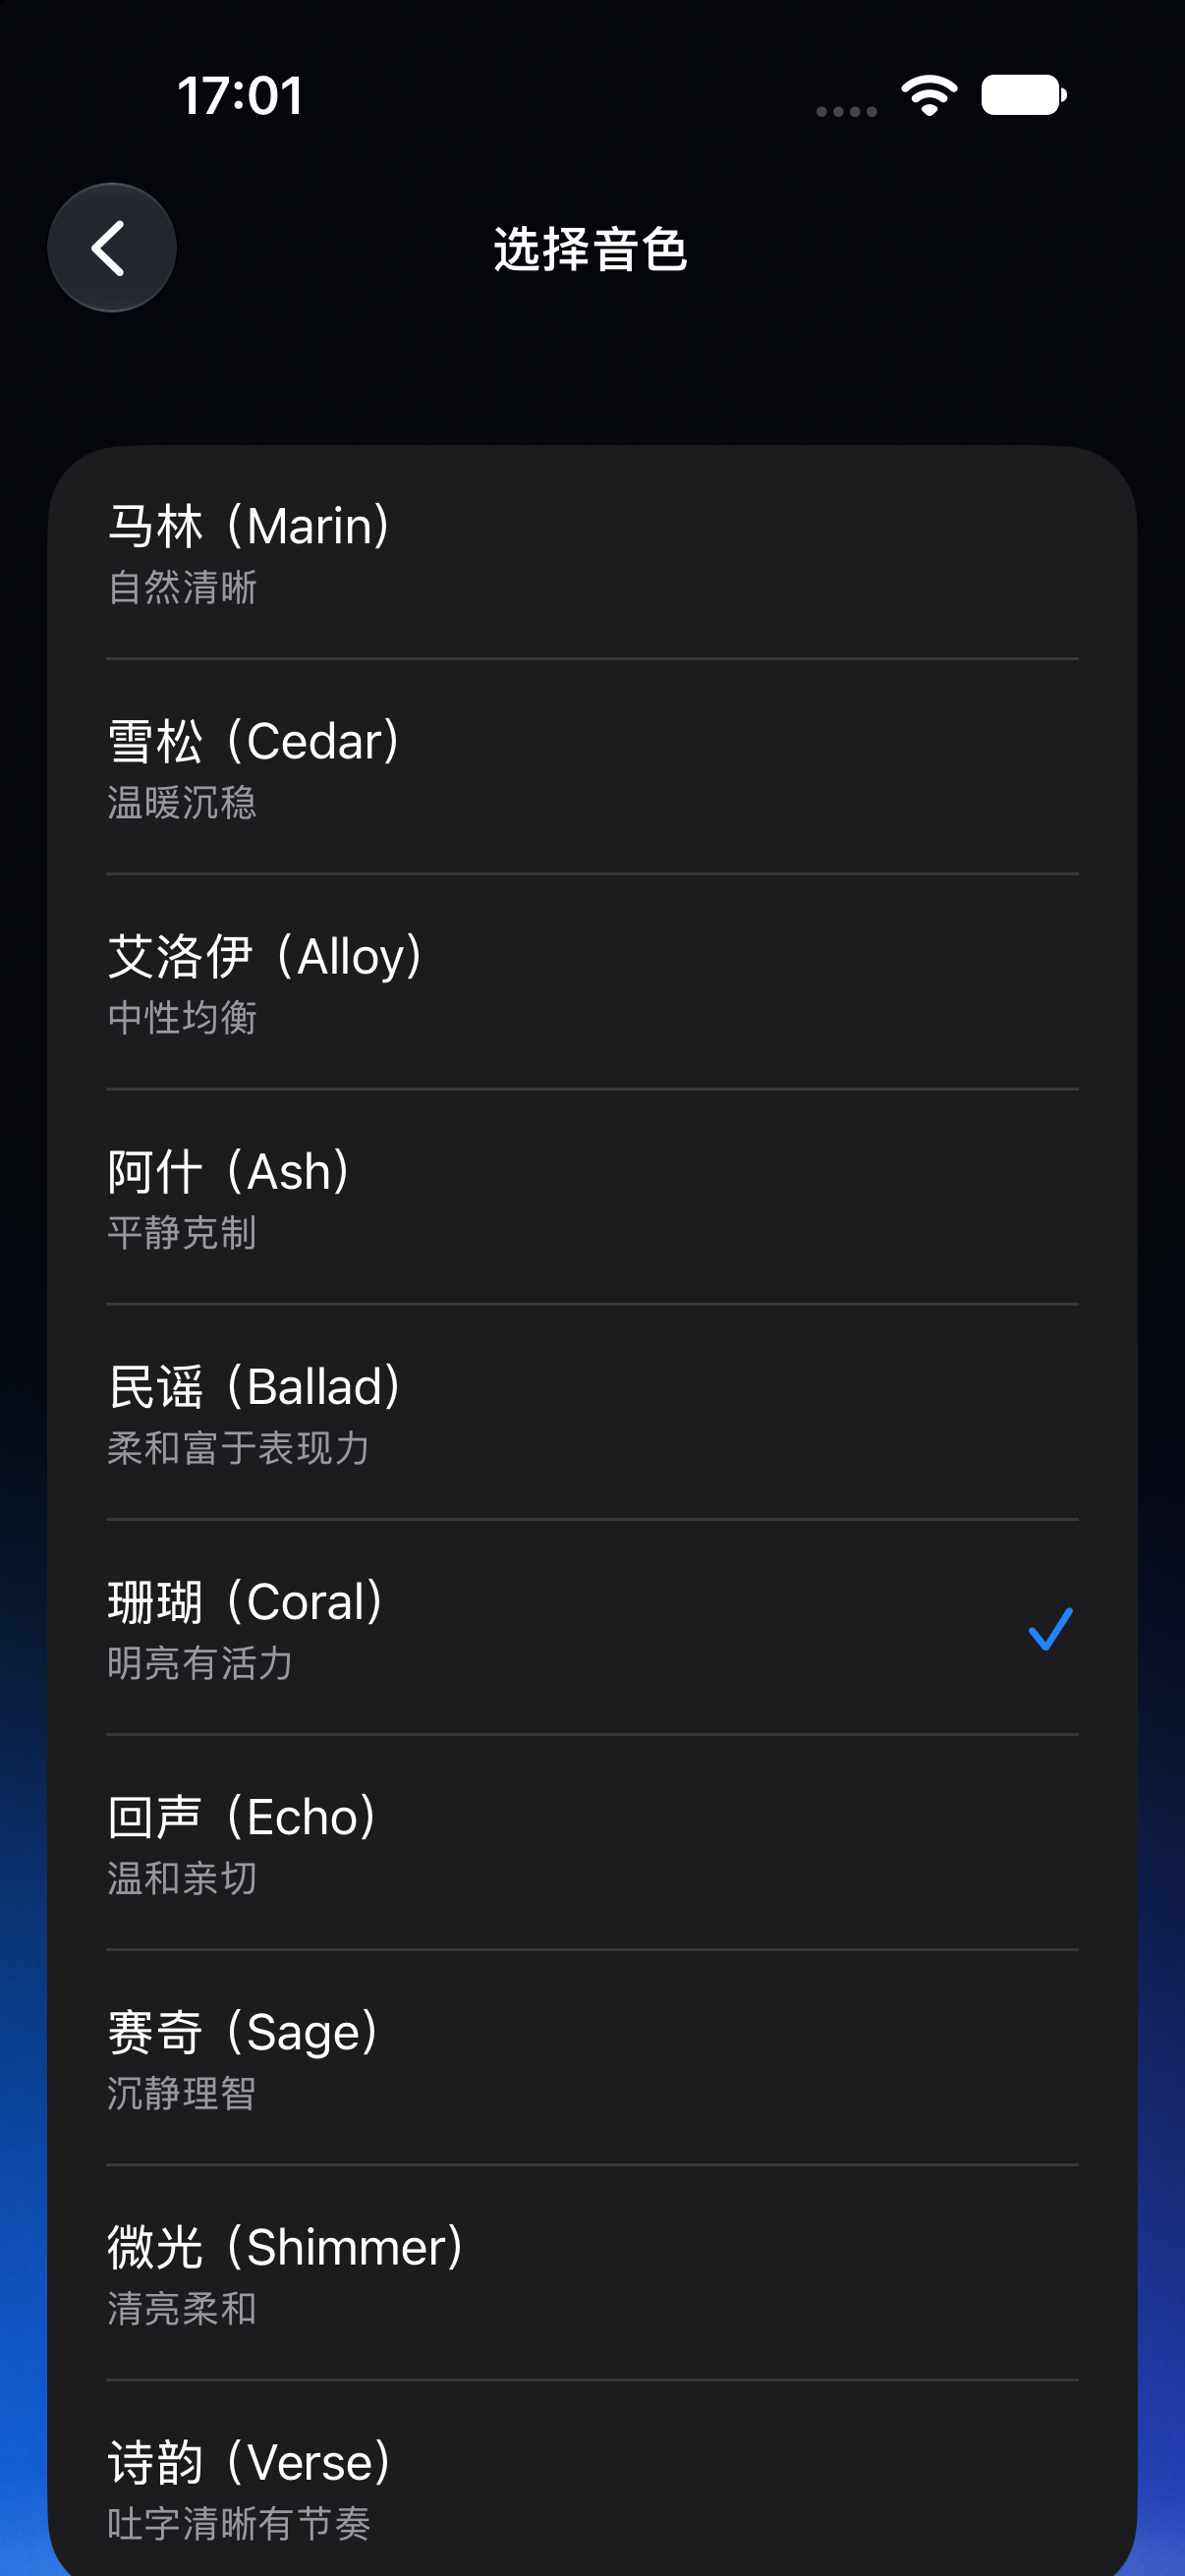 17:01
选择音色
马林（Marin）
自然清晰
雪松（Cedar）
温暖沉稳
艾洛伊（Alloy）
中性均衡
阿什（Ash）
平静克制
民谣（Ballad）
柔和富于表现力
珊瑚（Coral）
明亮有活力
回声（Echo）
温和亲切
赛奇（Sage）
沉静理智
微光（Shimmer）
清亮柔和
诗韵（Verse）
吐字清晰有节奏